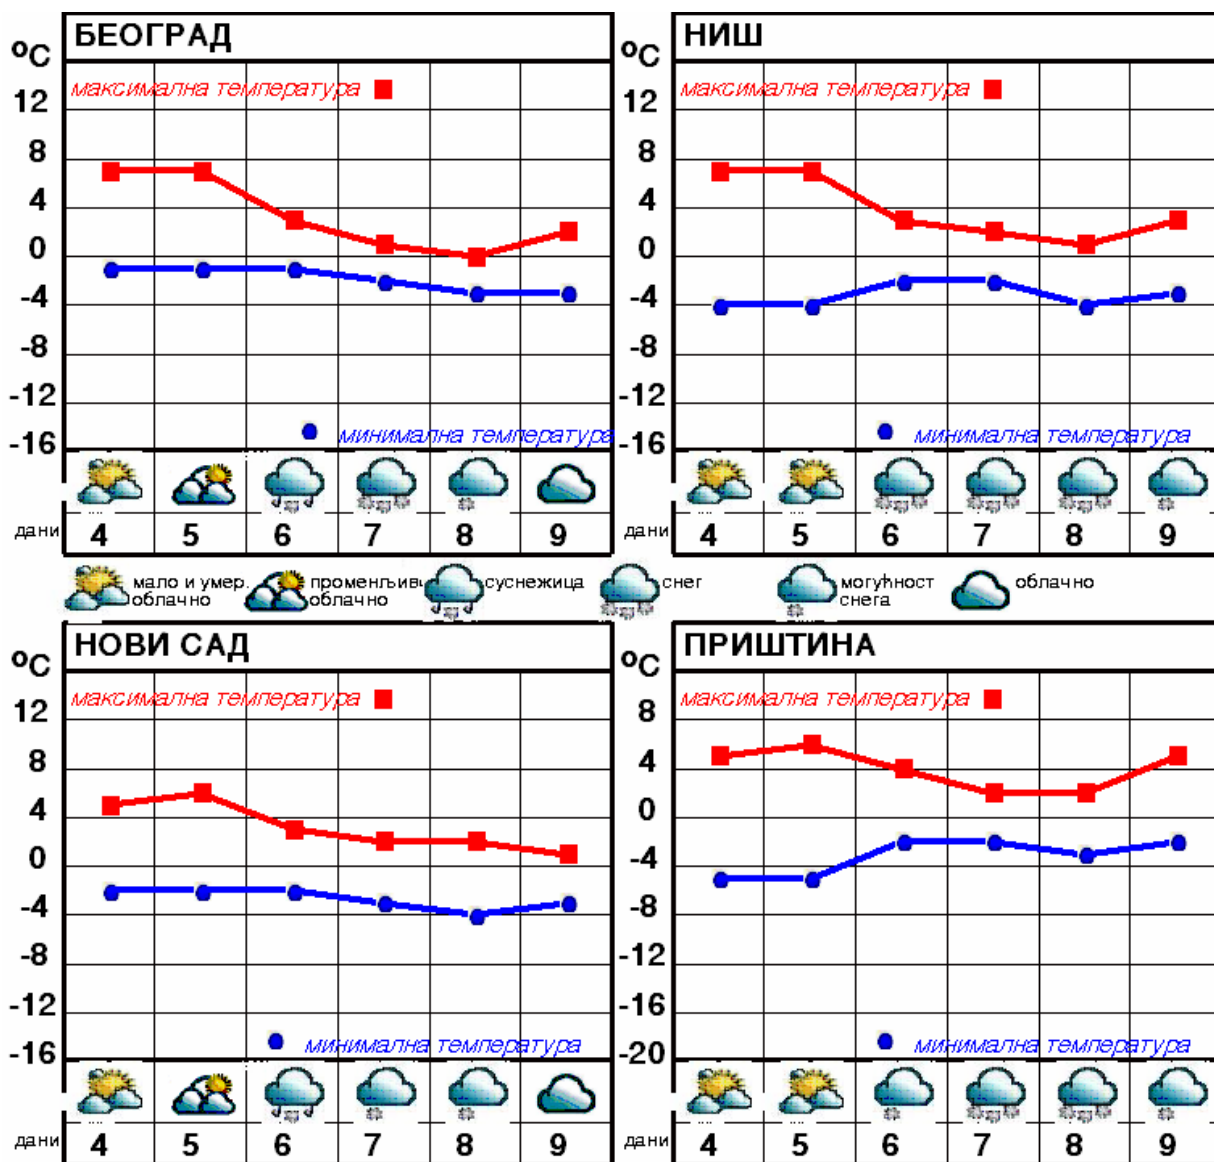 БЕОГРАД
°C
максимална температура
12
8
4
0
-4
-8
-12
-16
минимална температура
дани 4 5 6 7 8 9
НИШ
°C
максимална температура
12
8
4
0
-4
-8
-12
-16
минимална температура
дани 4 5 6 7 8 9
мало и умер.
облачно
променљив
облачно
суснежица
снег
могућност
снега
облачно
НОВИ САД
°C
максимална температура
12
8
4
0
-4
-8
-12
-16
минимална температура
дани 4 5 6 7 8 9
ПРИШТИНА
°C
максимална температура
8
4
0
-4
-8
-12
-16
-20
минимална температура
дани 4 5 6 7 8 9